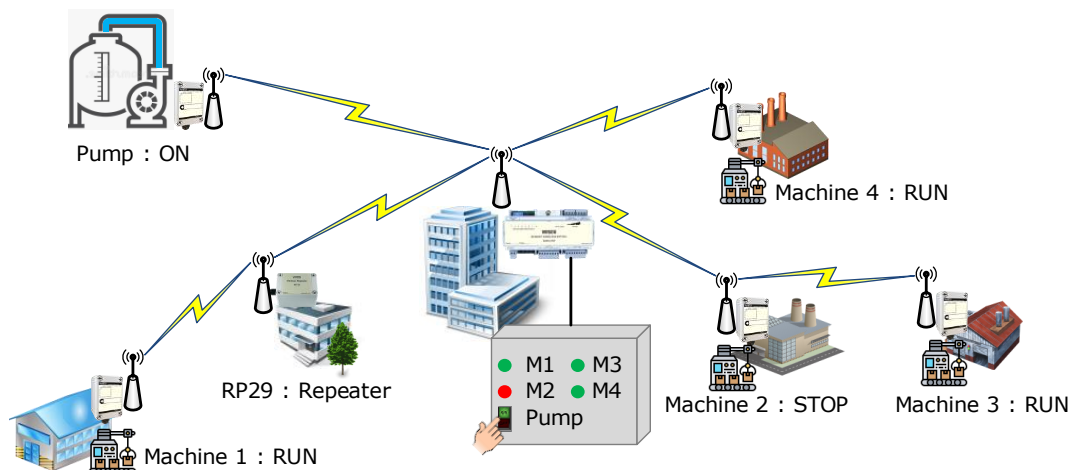 Pump : ON
Machine 4 : RUN
RP29 : Repeater
M1 M3
M2 M4
Pump
Machine 2 : STOP
Machine 3 : RUN
Machine 1 : RUN